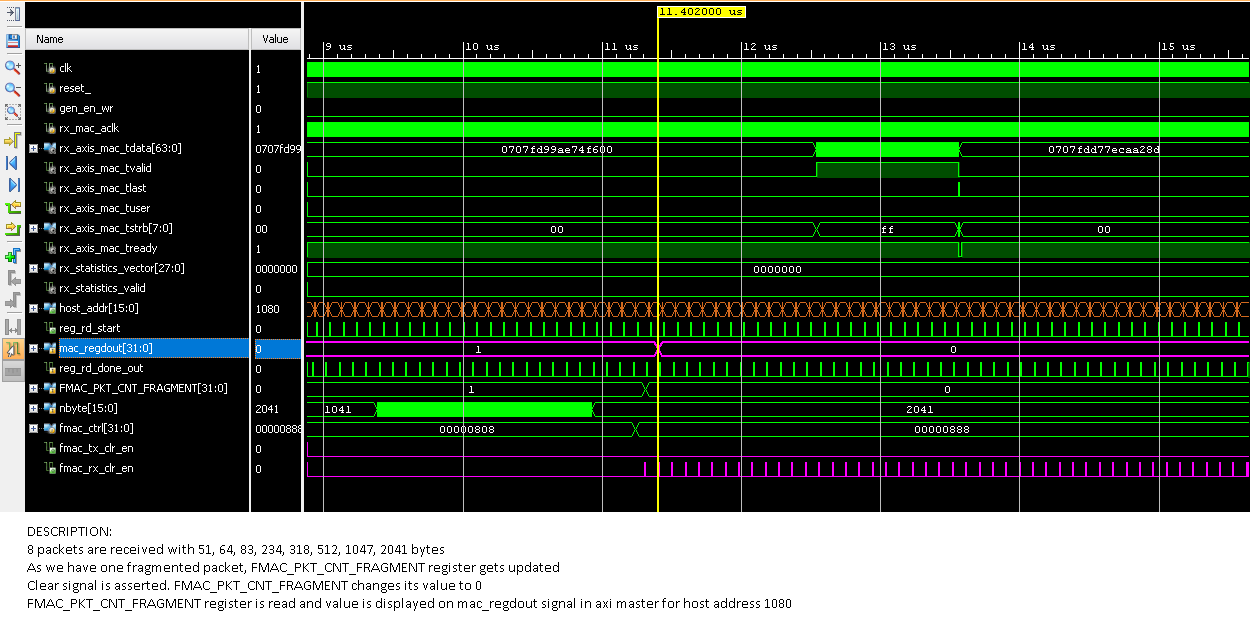 11.402000 us
Name Value
9 us 10 us 11 us 12 us 13 us 14 us 15 us
clk 1
reset_ 1
gen_en_wr 0
rx_mac_aclk 1
rx_axis_mac_tdata[63:0] 0707fd99 0707fd99ae74f600 0707fdd77ecaa28d
rx_axis_mac_tvalid 0
rx_axis_mac_tlast 0
rx_axis_mac_tuser 0
rx_axis_mac_tstrb[7:0] 00 00 ff 00
rx_axis_mac_tready 1
rx_statistics_vector[27:0] 0000000 0000000
rx_statistics_valid 0
host_addr[15:0] 1080
reg_rd_start 0
mac_regdout[31:0] 0 1 0
reg_rd_done_out 0
FMAC_PKT_CNT_FRAGMENT[31:0] 0 1 0
nbyte[15:0] 2041 1041 2041
fmac_ctrl[31:0] 00000888 00000808 00000888
fmac_tx_clr_en 0
fmac_rx_clr_en 0
DESCRIPTION:
8 packets are received with 51, 64, 83, 234, 318, 512, 1047, 2041 bytes
As we have one fragmented packet, FMAC_PKT_CNT_FRAGMENT register gets updated
Clear signal is asserted. FMAC_PKT_CNT_FRAGMENT changes its value to 0
FMAC_PKT_CNT_FRAGMENT register is read and value is displayed on mac_regdout signal in axi master for host address 1080